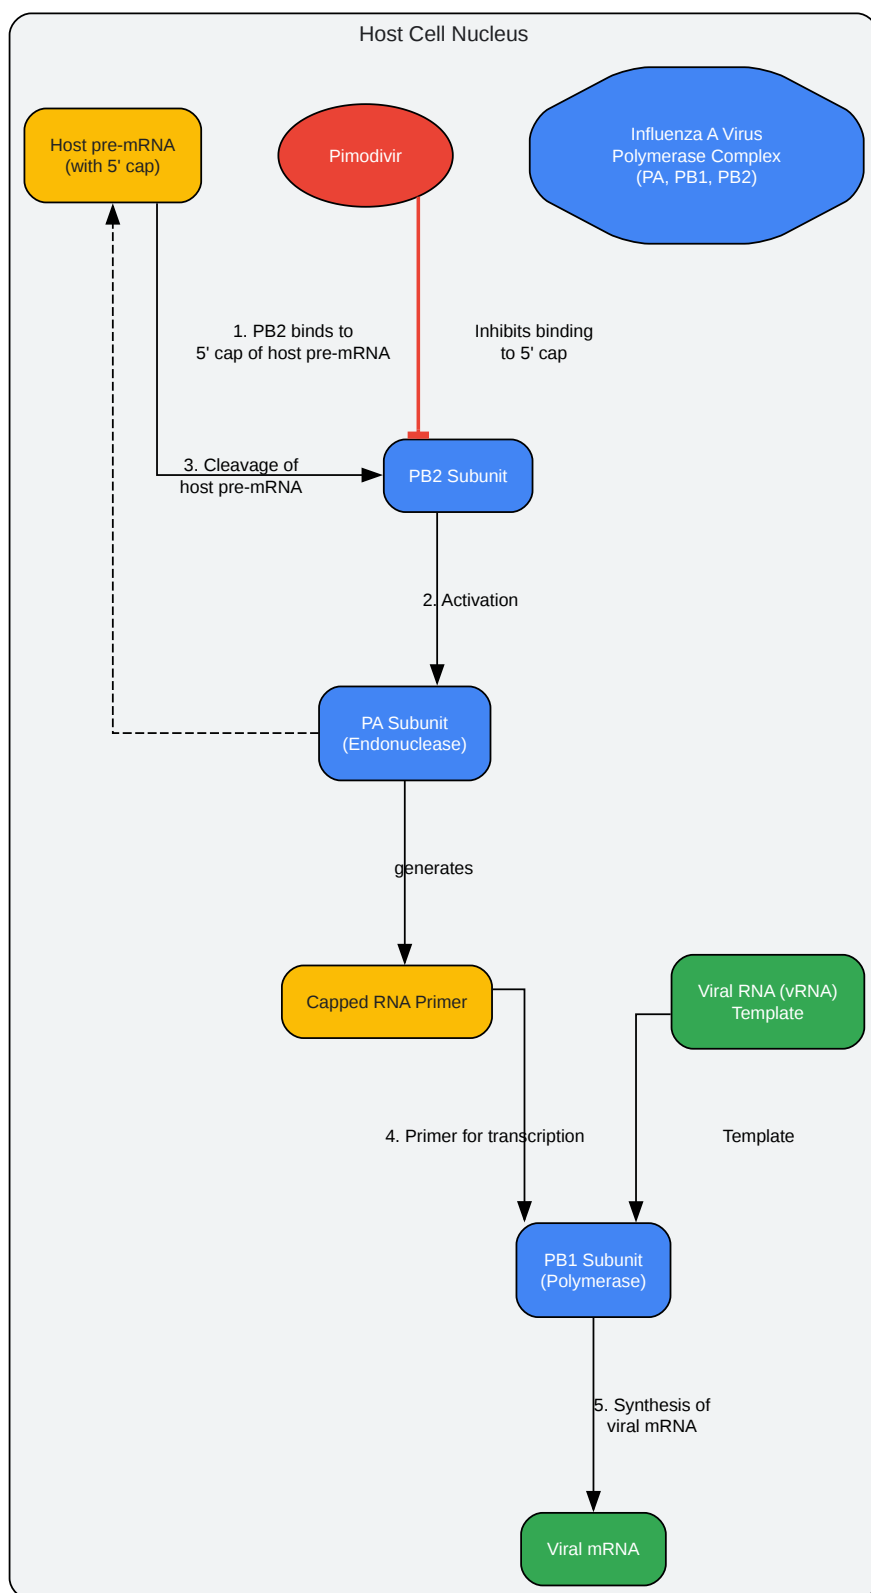 Host Cell Nucleus
Host pre-mRNA
(with 5' cap)
Pimodivir
Influenza A Virus
Polymerase Complex
(PA, PB1, PB2)
1. PB2 binds to
5' cap of host pre-mRNA
Inhibits binding
to 5' cap
3. Cleavage of
host pre-mRNA
PB2 Subunit
2. Activation
PA Subunit
(Endonuclease)
generates
Capped RNA Primer
Viral RNA (vRNA)
Template
4. Primer for transcription
Template
PB1 Subunit
(Polymerase)
5. Synthesis of
viral mRNA
Viral mRNA